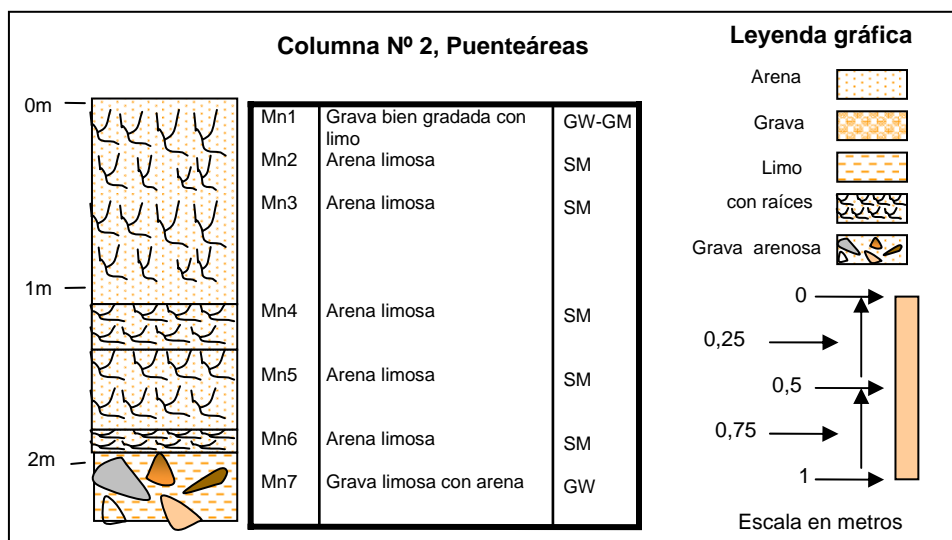 Columna Nº 2, Puenteáreas
0m
1m
2m
Mn1 Grava bien gradada con limo GW-GM
Mn2 Arena limosa SM
Mn3 Arena limosa SM
Mn4 Arena limosa SM
Mn5 Arena limosa SM
Mn6 Arena limosa SM
Mn7 Grava limosa con arena GW
Leyenda gráfica
Arena
Grava
Limo
con raíces
Grava arenosa
0
0,25
0,5
0,75
1
Escala en metros